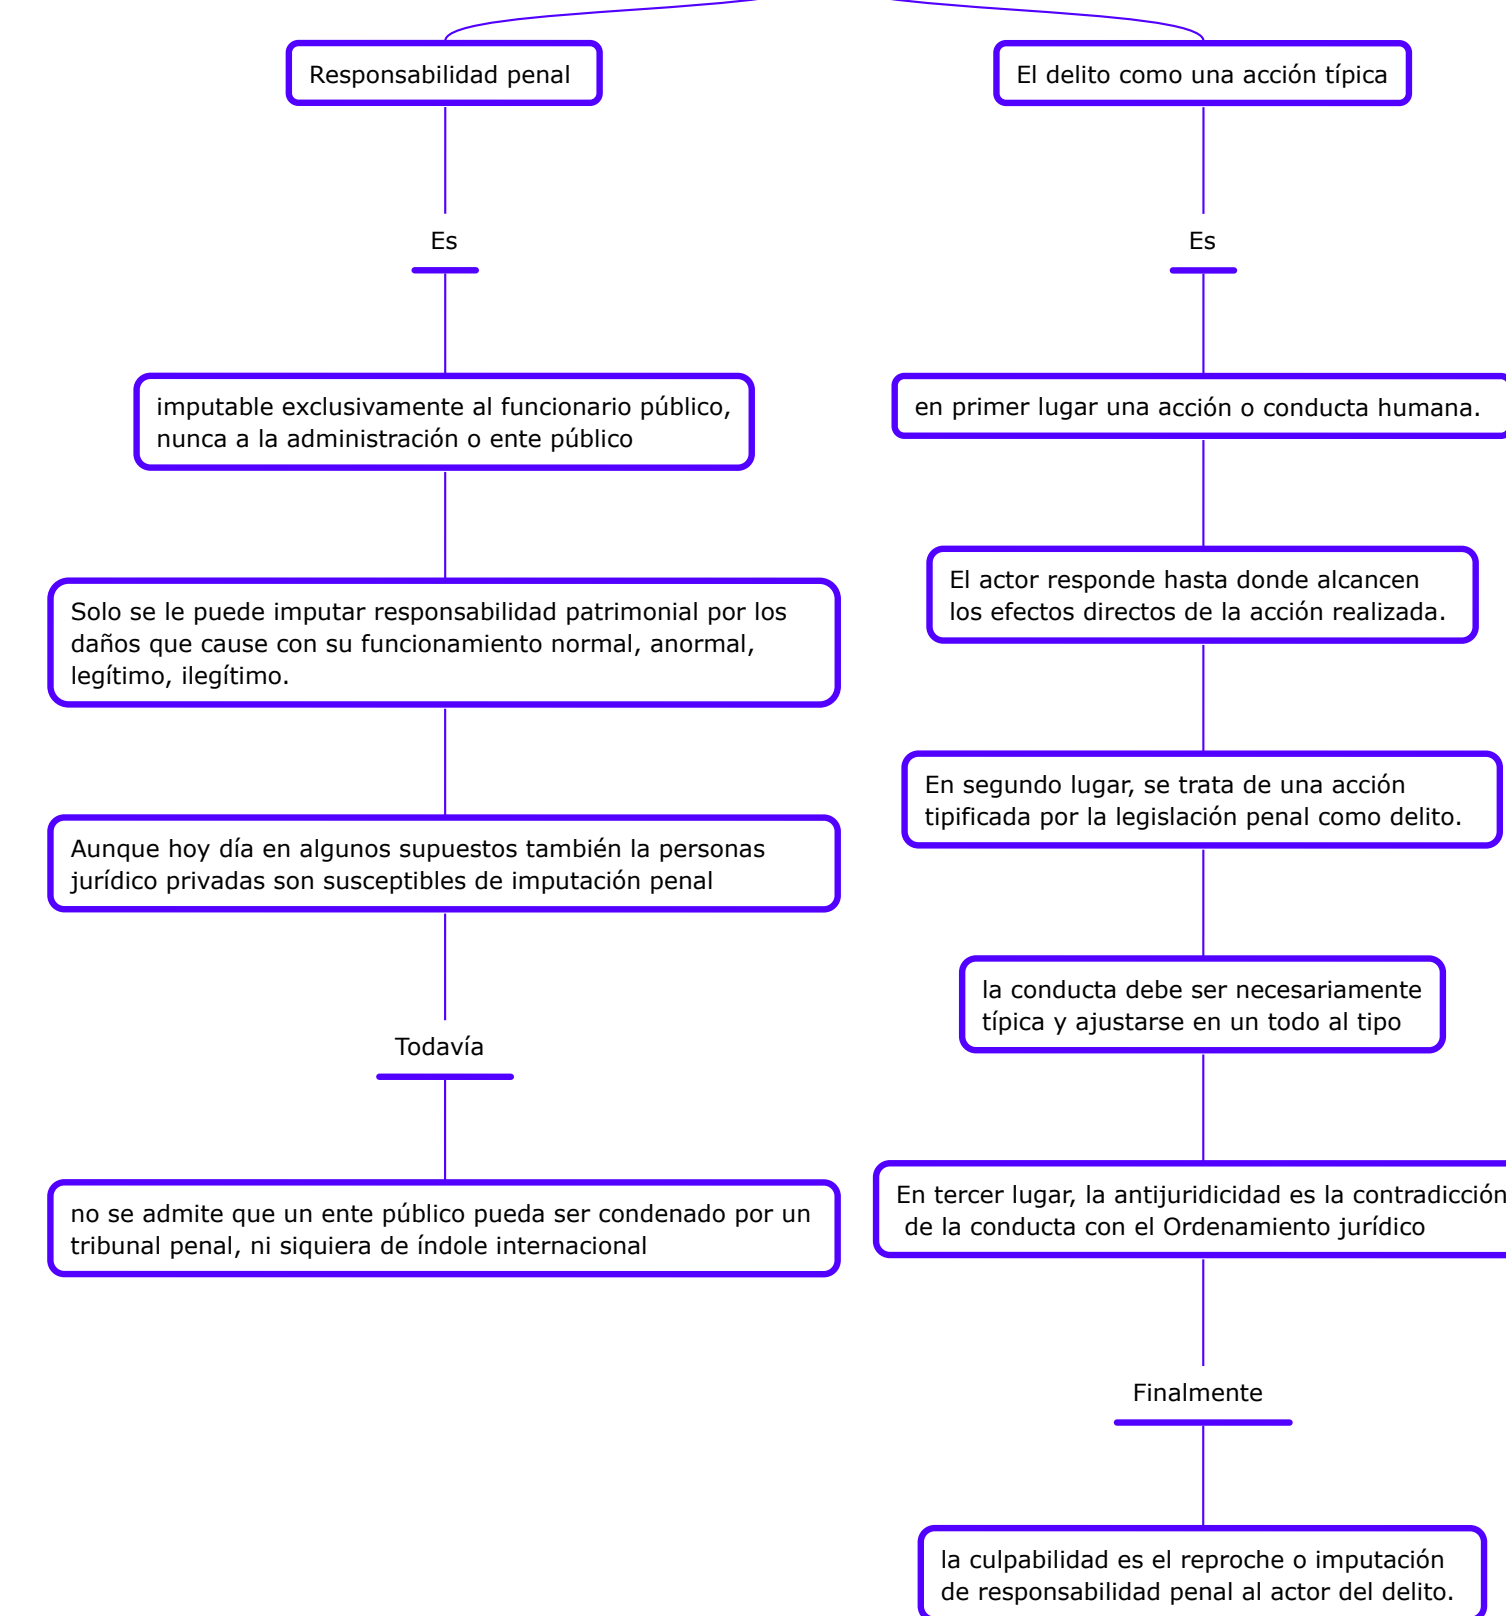 Responsabilidad penal
Es
imputable exclusivamente al funcionario público,
nunca a la administración o ente público
Solo se le puede imputar responsabilidad patrimonial por los
daños que cause con su funcionamiento normal, anormal,
legítimo, ilegítimo.
Aunque hoy día en algunos supuestos también la personas
jurídico privadas son susceptibles de imputación penal
Todavía
no se admite que un ente público pueda ser condenado por un
tribunal penal, ni siquiera de índole internacional
El delito como una acción típica
Es
en primer lugar una acción o conducta humana.
El actor responde hasta donde alcancen
los efectos directos de la acción realizada.
En segundo lugar, se trata de una acción
tipificada por la legislación penal como delito.
la conducta debe ser necesariamente
típica y ajustarse en un todo al tipo
En tercer lugar, la antijuridicidad es la contradicción
de la conducta con el Ordenamiento jurídico
Finalmente
la culpabilidad es el reproche o imputación
de responsabilidad penal al actor del delito.